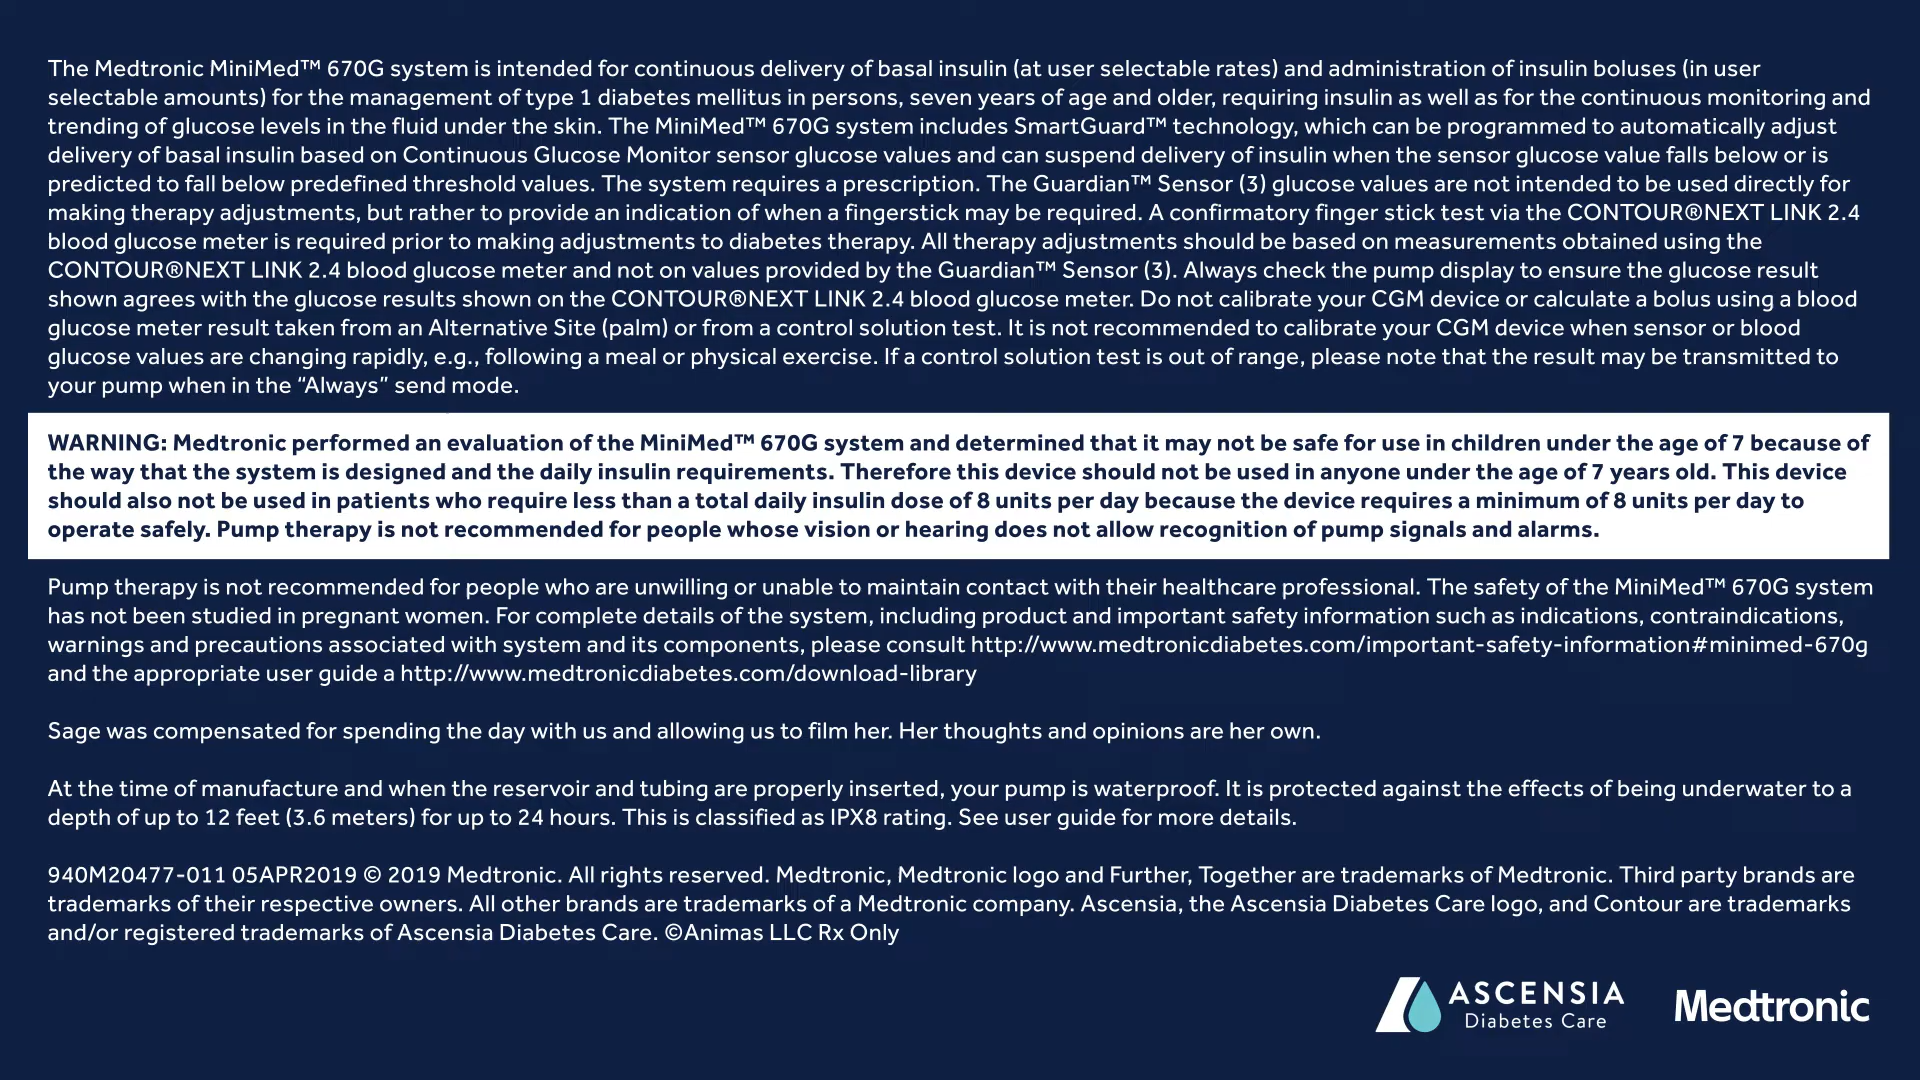 The Medtronic MiniMed™ 670G system is intended for continuous delivery of basal insulin (at user selectable rates) and administration of insulin boluses (in user
selectable amounts) for the management of type 1 diabetes mellitus in persons, seven years of age and older, requiring insulin as well as for the continuous monitoring and
trending of glucose levels in the fluid under the skin. The MiniMed™ 670G system includes SmartGuard™ technology, which can be programmed to automatically adjust
delivery of basal insulin based on Continuous Glucose Monitor sensor glucose values and can suspend delivery of insulin when the sensor glucose value falls below or is
predicted to fall below predefined threshold values. The system requires a prescription. The Guardian™ Sensor (3) glucose values are not intended to be used directly for
making therapy adjustments, but rather to provide an indication of when a fingerstick may be required. A confirmatory finger stick test via the CONTOUR®NEXT LINK 2.4
blood glucose meter is required prior to making adjustments to diabetes therapy. All therapy adjustments should be based on measurements obtained using the
CONTOUR®NEXT LINK 2.4 blood glucose meter and not on values provided by the Guardian™ Sensor (3). Always check the pump display to ensure the glucose result
shown agrees with the glucose results shown on the CONTOUR®NEXT LINK 2.4 blood glucose meter. Do not calibrate your CGM device or calculate a bolus using a blood
glucose meter result taken from an Alternative Site (palm) or from a control solution test. It is not recommended to calibrate your CGM device when sensor or blood
glucose values are changing rapidly, e.g., following a meal or physical exercise. If a control solution test is out of range, please note that the result may be transmitted to
your pump when in the “Always” send mode.
WARNING: Medtronic performed an evaluation of the MiniMed™ 670G system and determined that it may not be safe for use in children under the age of 7 because of
the way that the system is designed and the daily insulin requirements. Therefore this device should not be used in anyone under the age of 7 years old. This device
should also not be used in patients who require less than a total daily insulin dose of 8 units per day because the device requires a minimum of 8 units per day to
operate safely. Pump therapy is not recommended for people whose vision or hearing does not allow recognition of pump signals and alarms.
Pump therapy is not recommended for people who are unwilling or unable to maintain contact with their healthcare professional. The safety of the MiniMed™ 670G system
has not been studied in pregnant women. For complete details of the system, including product and important safety information such as indications, contraindications,
warnings and precautions associated with system and its components, please consult http://www.medtronicdiabetes.com/important-safety-information#minimed-670g
and the appropriate user guide a http://www.medtronicdiabetes.com/download-library
Sage was compensated for spending the day with us and allowing us to film her. Her thoughts and opinions are her own.
At the time of manufacture and when the reservoir and tubing are properly inserted, your pump is waterproof. It is protected against the effects of being underwater to a
depth of up to 12 feet (3.6 meters) for up to 24 hours. This is classified as IPX8 rating. See user guide for more details.
940M20477-011 05APR2019 © 2019 Medtronic. All rights reserved. Medtronic, Medtronic logo and Further, Together are trademarks of Medtronic. Third party brands are
trademarks of their respective owners. All other brands are trademarks of a Medtronic company. Ascensia, the Ascensia Diabetes Care logo, and Contour are trademarks
and/or registered trademarks of Ascensia Diabetes Care. ©Animas LLC Rx Only
ASCENSIA
Diabetes Care
Medtronic